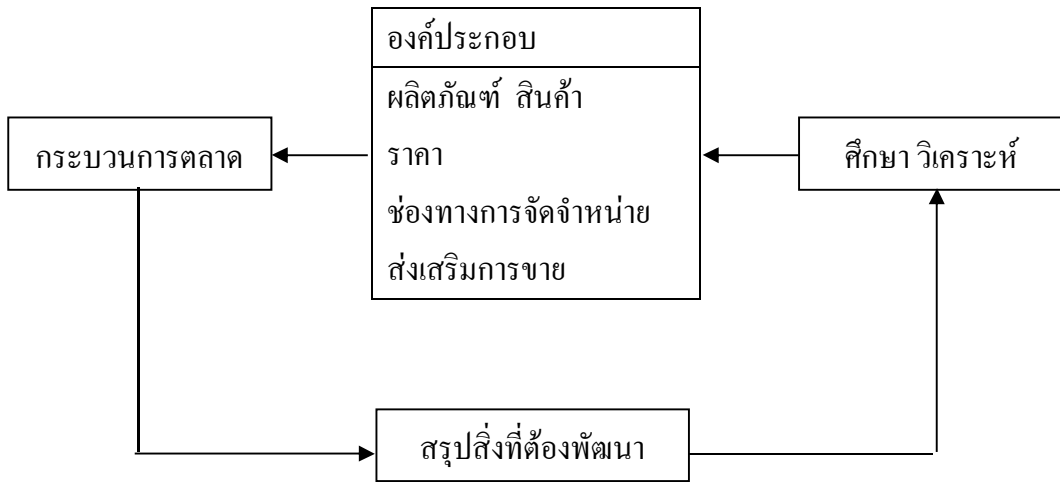 องค์ประกอบ
ผลิตภัณฑ์ สินค้า
ราคา
ช่องทางการจัดจำหน่าย
ส่งเสริมการขาย
กระบวนการตลาด
ศึกษา วิเคราะห์
สรุปสิ่งที่ต้องพัฒนา